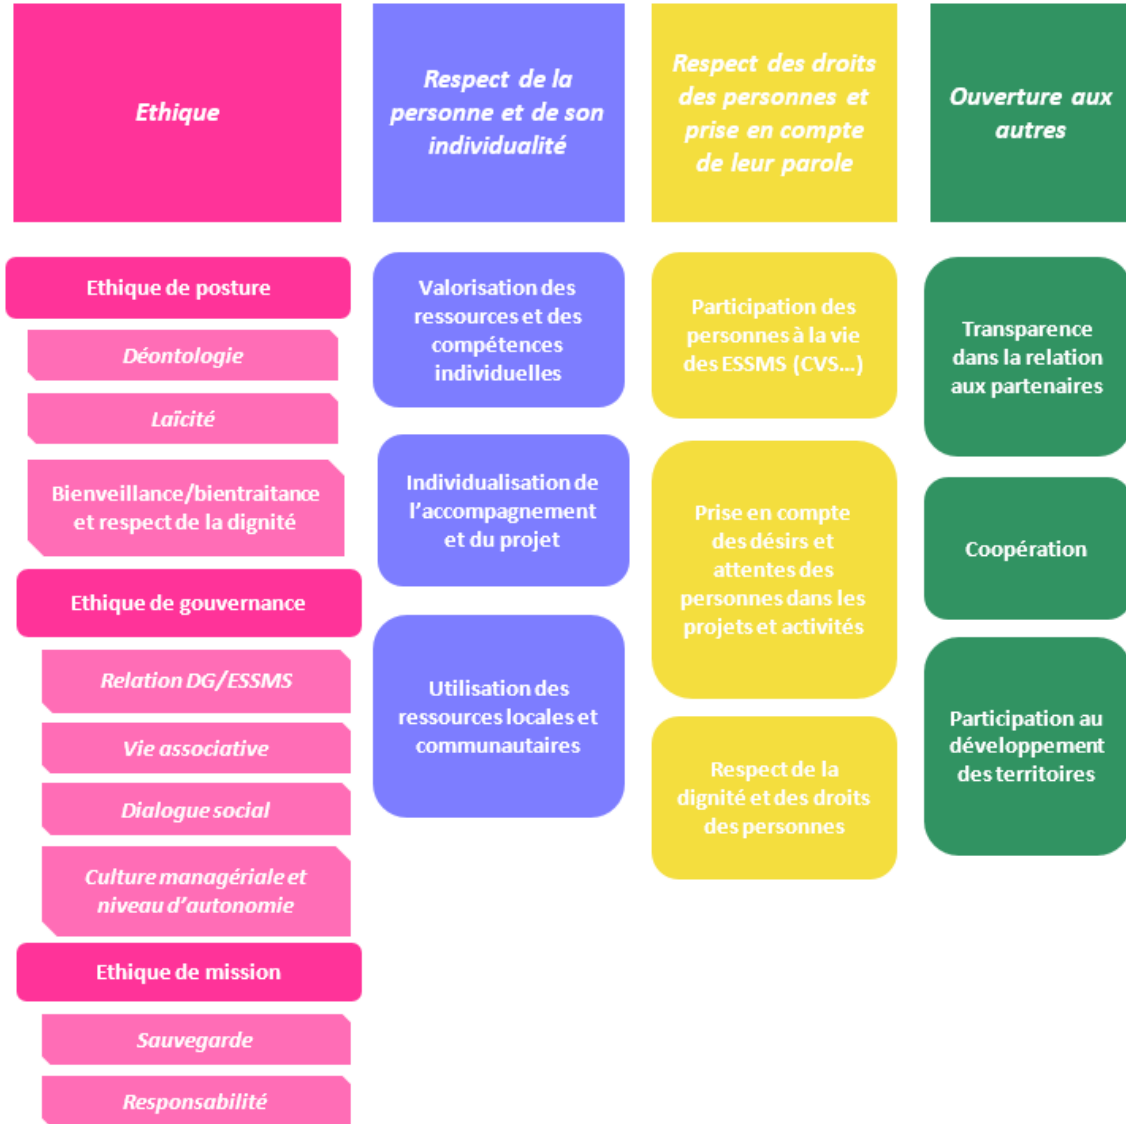 Ethique
Respect de la
personne et de son
individualité
Respect des droits
des personnes et
prise en compte
de leur parole
Ouverture aux
autres
Ethique de posture
Déontologie
Laïcité
Bienveillance/bientraitance
et respect de la dignité
Ethique de gouvernance
Relation DG/ESSMS
Vie associative
Dialogue social
Culture managériale et
niveau d'autonomie
Ethique de mission
Sauvegarde
Responsabilité
Valorisation des
ressources et des
compétences
individuelles
Individualisation de
l'accompagnement
et du projet
Utilisation des
ressources locales et
communautaires
Participation des
personnes à la vie
des ESSMS (CVS...)
Prise en compte
des désirs et
attentes des
personnes dans les
projets et activités
Respect de la
dignité et des droits
des personnes
Transparence
dans la relation
aux partenaires
Coopération
Participation au
développement
des territoires